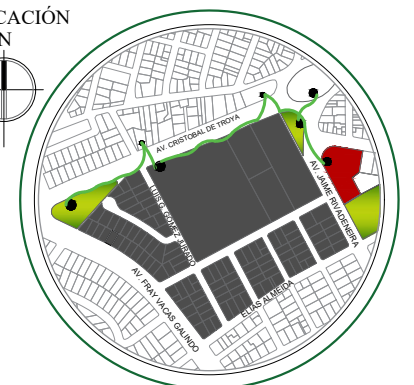 CACIÓN
N
AV. CRISTOBAL DE TROYA
LUIS G. GOMEZ JURADO
AV. JAIME RIVADENEIRA
AV. FRAY VACAS GALINDO
ELIAS ALMEIDA